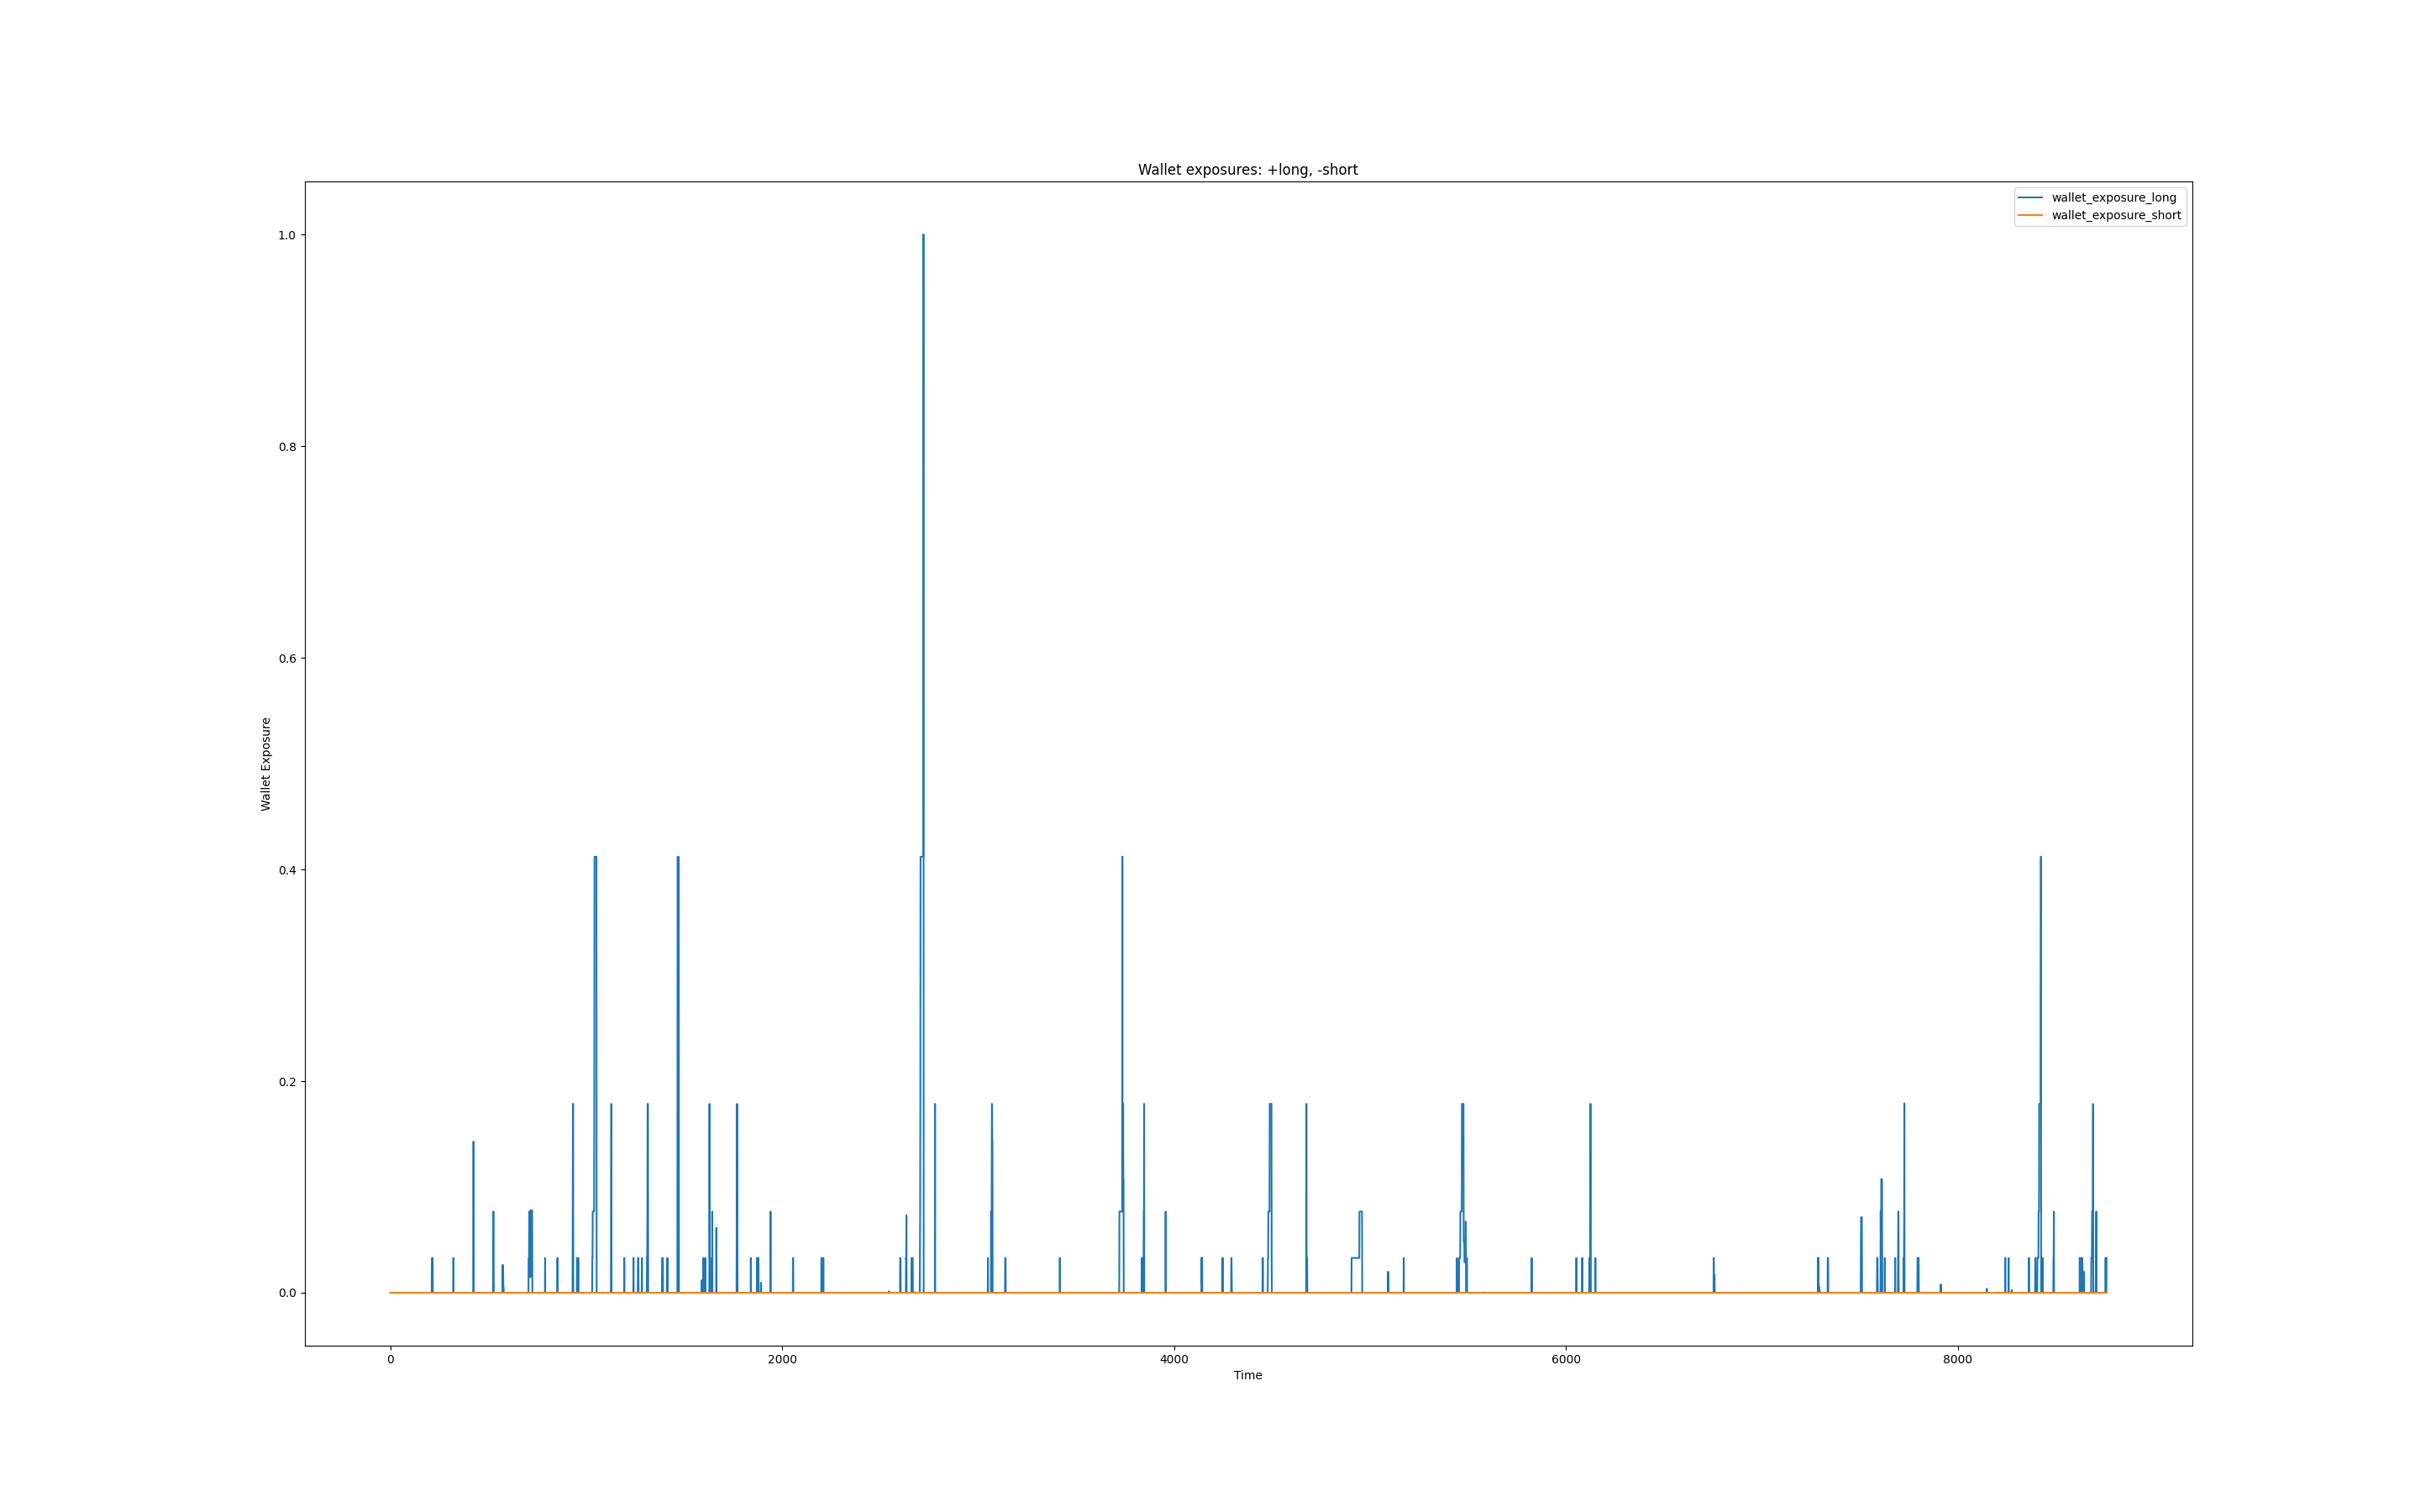 Wallet exposures: +long, -short
wallet_exposure_long
wallet_exposure_short
1.0
0.8
0.6
0.4
0.2
0.0
Wallet Exposure
0 2000 4000 6000 8000
Time